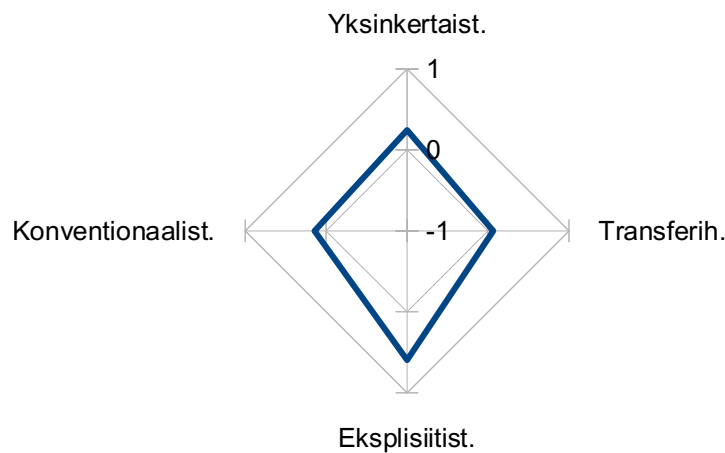 Yksinkertaist.
1
0
Konventionaalist.
-1
Transferih.
Eksplisiitist.